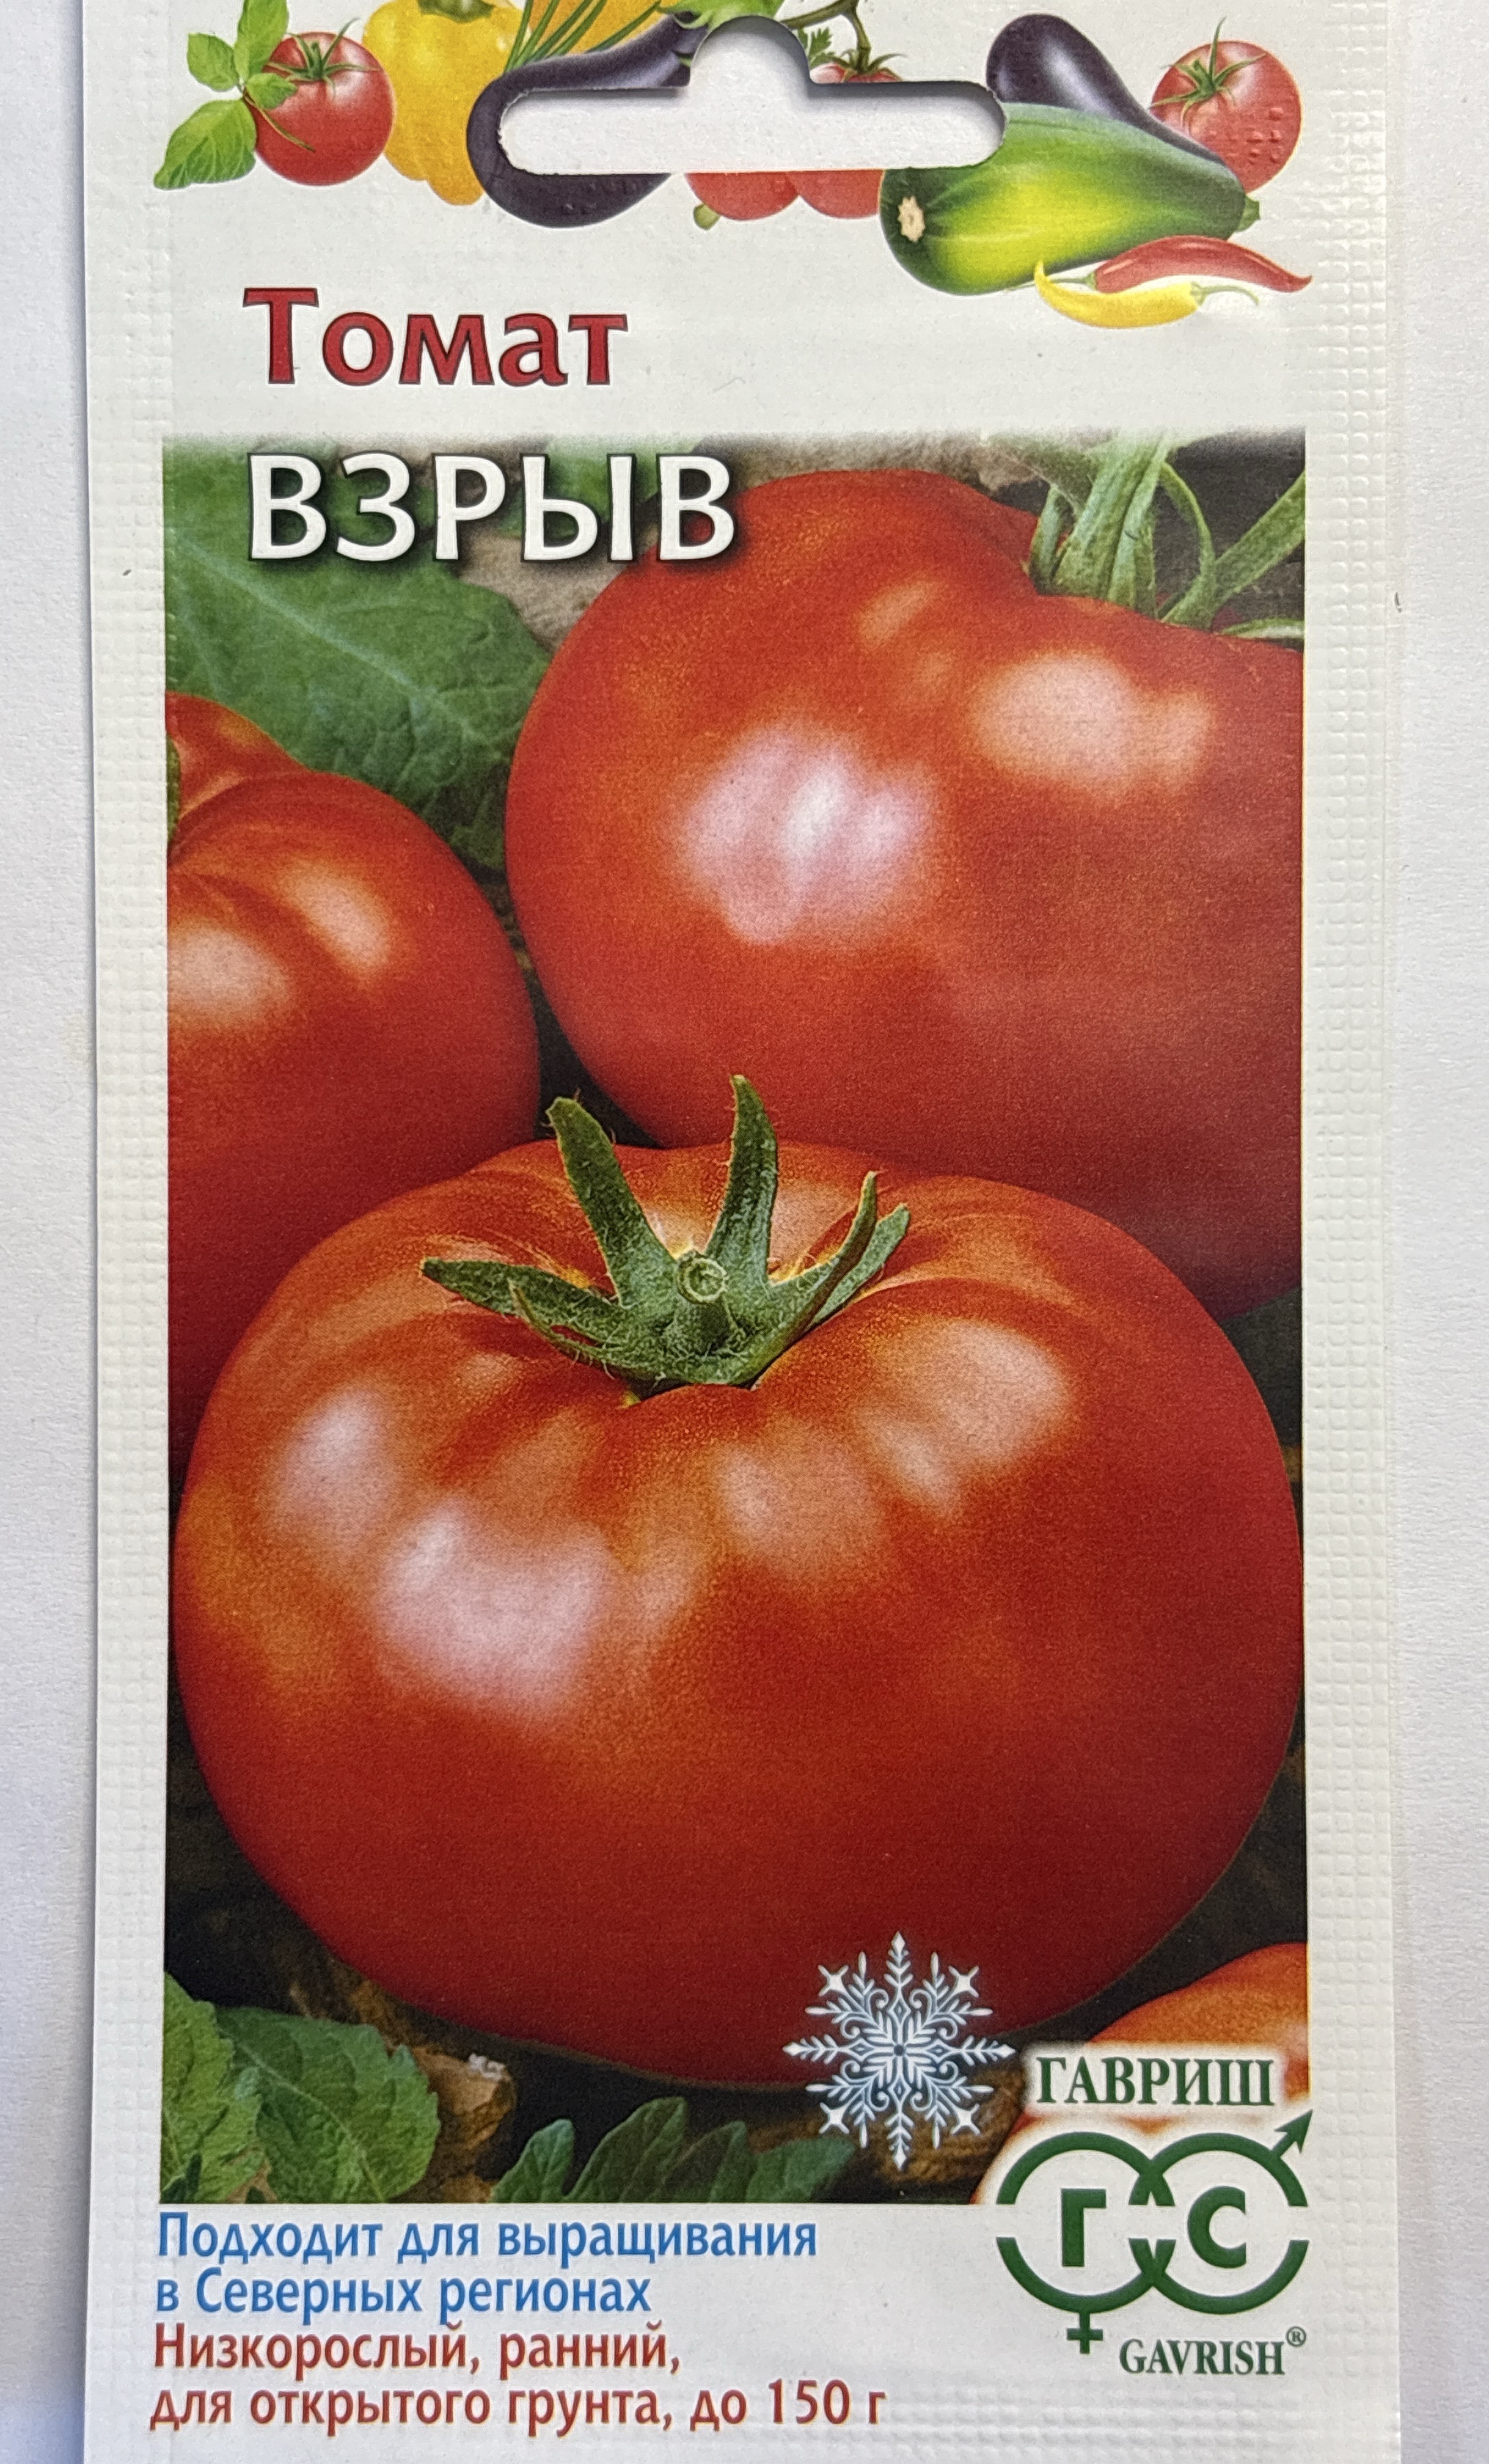 Томат
ВЗРЫВ
ГАВРИШ
ГС
GAVRISH®
Подходит для выращивания
в Северных регионах
Низкорослый, ранний,
для открытого грунта, до 150 г